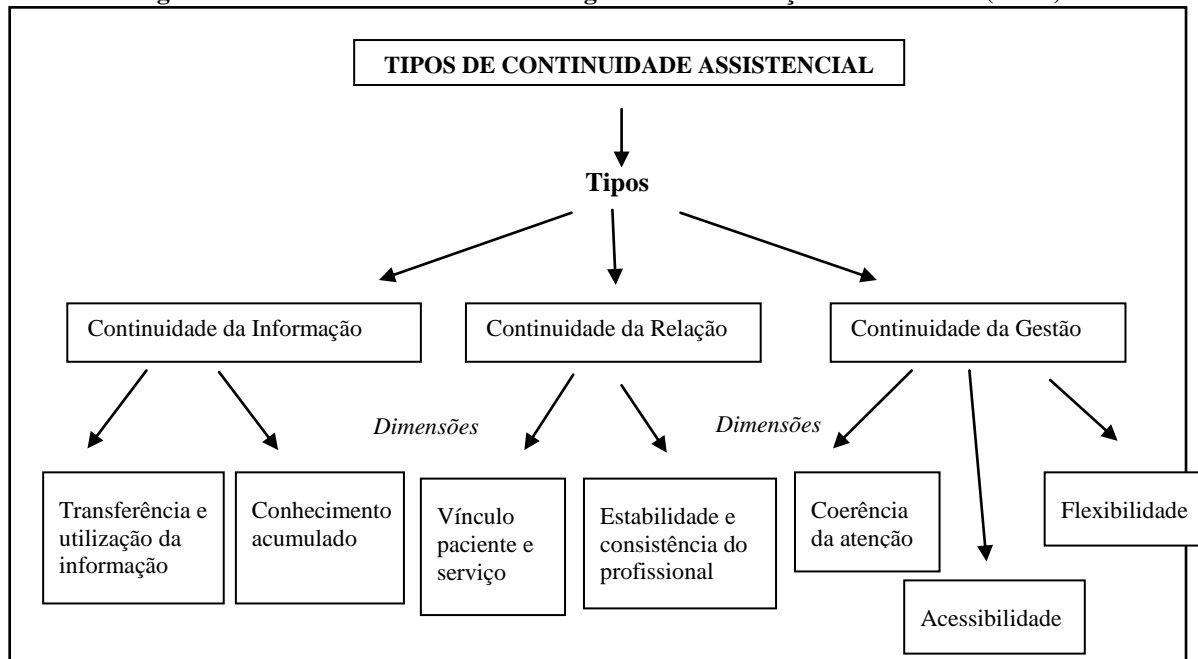 TIPOS DE CONTINUIDADE ASSISTENCIAL
Tipos
Continuidade da Informação
Continuidade da Relação
Continuidade da Gestão
Dimensões
Dimensões
Transferência e
utilização da
informação
Conhecimento
acumulado
Vínculo
paciente e
serviço
Estabilidade e
consistência do
profissional
Coerência
da atenção
Flexibilidade
Acessibilidade